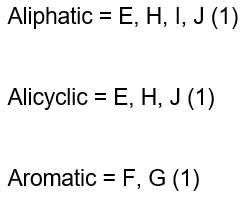 Aliphatic = E, H, I, J (1)
Alicyclic = E, H, J (1)
Aromatic = F, G (1)